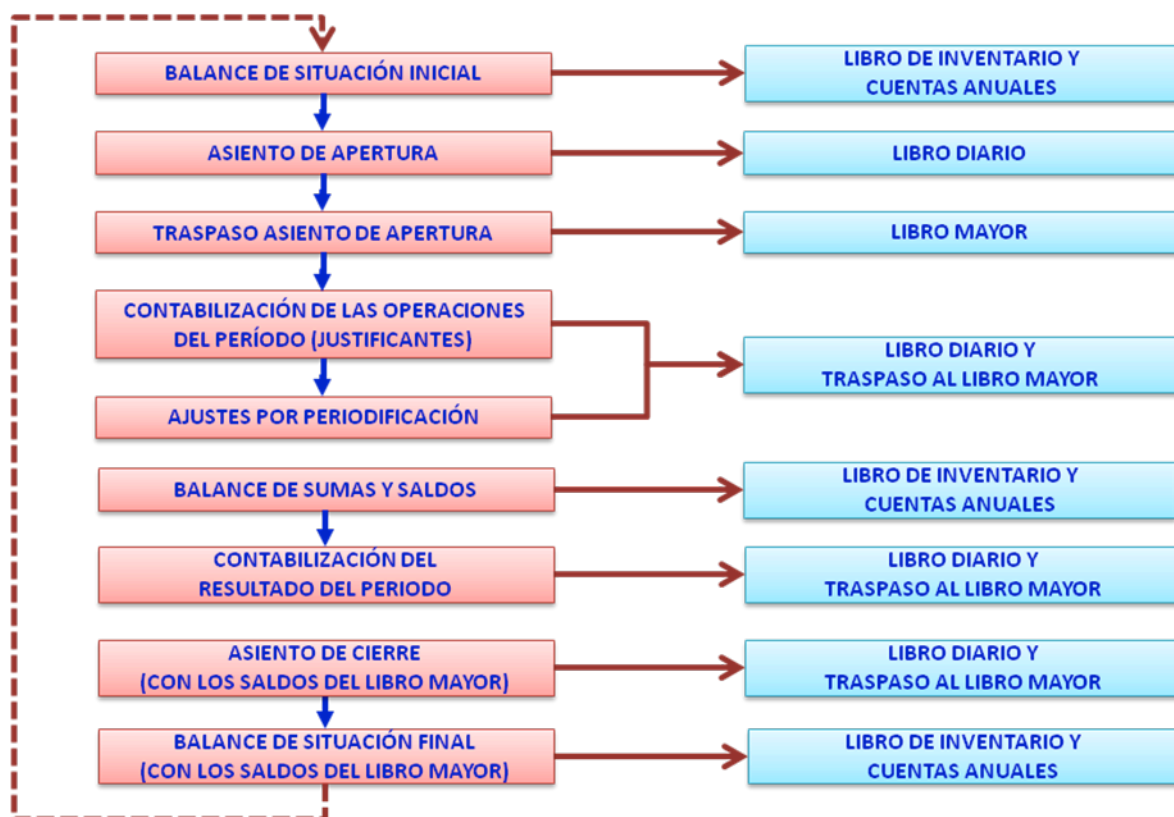 BALANCE DE SITUACIÓN INICIAL
LIBRO DE INVENTARIO Y
CUENTAS ANUALES
ASIENTO DE APERTURA
LIBRO DIARIO
TRASPASO ASIENTO DE APERTURA
LIBRO MAYOR
CONTABILIZACIÓN DE LAS OPERACIONES
DEL PERÍODO (JUSTIFICANTES)
AJUSTES POR PERIODIFICACIÓN
LIBRO DIARIO Y
TRASPASO AL LIBRO MAYOR
BALANCE DE SUMAS Y SALDOS
LIBRO DE INVENTARIO Y
CUENTAS ANUALES
CONTABILIZACIÓN DEL
RESULTADO DEL PERIODO
LIBRO DIARIO Y
TRASPASO AL LIBRO MAYOR
ASIENTO DE CIERRE
(CON LOS SALDOS DEL LIBRO MAYOR)
LIBRO DIARIO Y
TRASPASO AL LIBRO MAYOR
BALANCE DE SITUACIÓN FINAL
(CON LOS SALDOS DEL LIBRO MAYOR)
LIBRO DE INVENTARIO Y
CUENTAS ANUALES